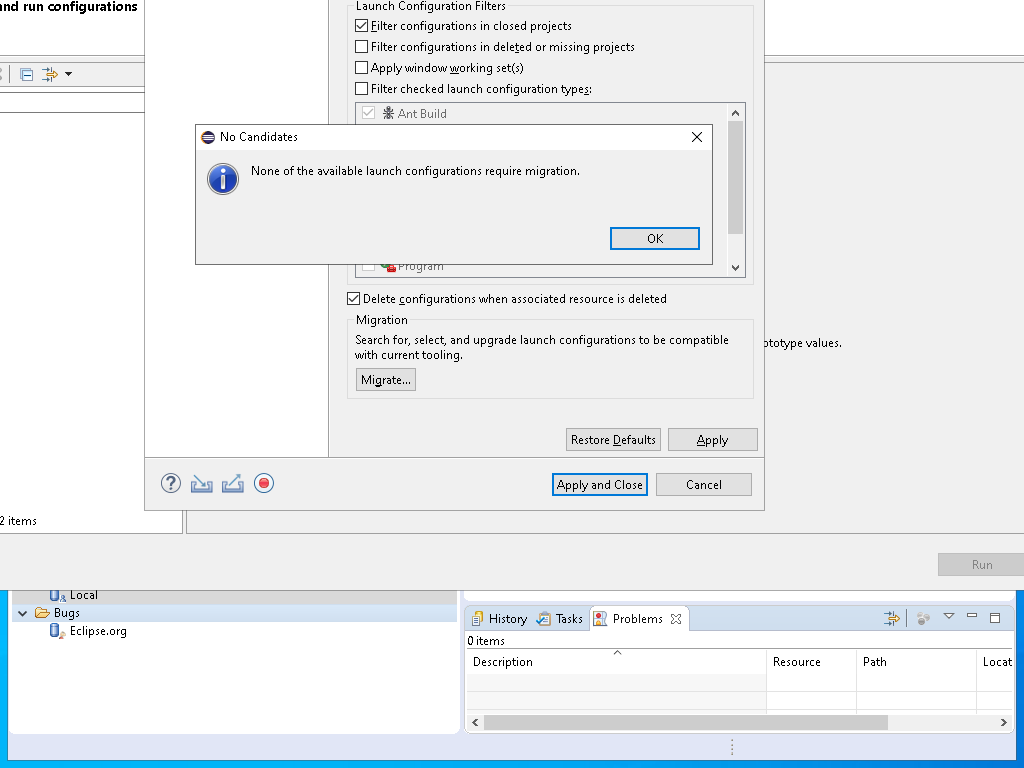 and run configurations
Launch Configuration Filters
Filter configurations in closed projects
Filter configurations in deleted or missing projects
Apply window working set(s)
Filter checked launch configuration types:
Ant Build
No Candidates
None of the available launch configurations require migration.
OK
Program
Delete configurations when associated resource is deleted
Migration
Search for, select, and upgrade launch configurations to be compatible
with current tooling.
ototype values.
Migrate...
Restore Defaults
Apply
Apply and Close
Cancel
2 items
Run
Local
Bugs
Eclipse.org
History
Tasks
Problems
0 items
Description
Resource
Path
Locat